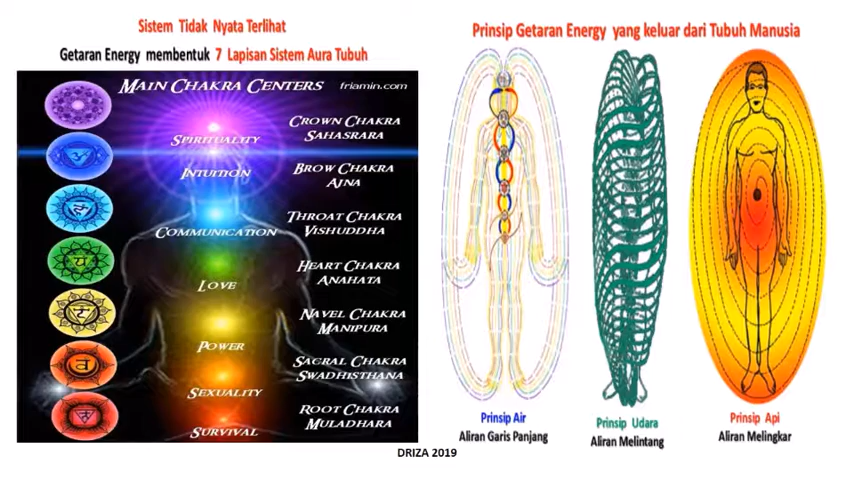 Sistem Tidak Nyata Terlihat
Getaran Energy membentuk 7 Lapisan Sistem Aura Tubuh
MAIN CHAKRA CENTERS friamin.com
CROWN CHAKRA
SAHASRARA
SPIRITUALITY
BROW CHAKRA
AJNA
INTUITION
THROAT CHAKRA
VISHUDDHA
COMMUNICATION
HEART CHAKRA
ANAHATA
LOVE
NAVEL CHAKRA
MANIPURA
POWER
SACRAL CHAKRA
SWADHISTHANA
SEXUALITY
ROOT CHAKRA
MULADHARA
SURVIVAL
Prinsip Getaran Energy yang keluar dari Tubuh Manusia
Prinsip Air
Aliran Garis Panjang
Prinsip Udara
Aliran Melintang
Prinsip Api
Aliran Melingkar
DRIZA 2019